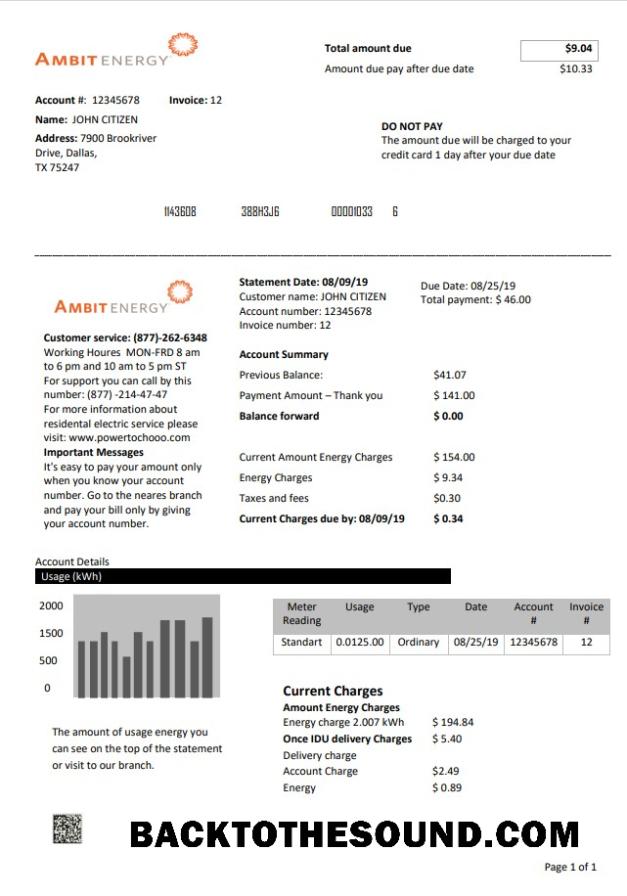 AMBIT ENERGY
Total amount due $9.04
Amount due pay after due date $10.33
Account #: 12345678 Invoice: 12
Name: JOHN CITIZEN
Address: 7900 Brookriver
Drive, Dallas,
TX 75247
DO NOT PAY
The amount due will be charged to your
credit card 1 day after your due date
1143608 388H3J6 00001033 6
AMBIT ENERGY
Customer service: (877)-262-6348
Working Houres MON-FRD 8 am
to 6 pm and 10 am to 5 pm ST
For support you can call by this
number: (877) -214-47-47
For more information about
residental electric service please
visit: www.powertochooo.com
Important Messages
It's easy to pay your amount only
when you know your account
number. Go to the neares branch
and pay your bill only by giving
your account number.
Statement Date: 08/09/19
Customer name: JOHN CITIZEN
Account number: 12345678
Invoice number: 12
Due Date: 08/25/19
Total payment: $ 46.00
Account Summary
Previous Balance: $41.07
Payment Amount – Thank you $ 141.00
Balance forward $ 0.00
Current Amount Energy Charges $ 154.00
Energy Charges $ 9.34
Taxes and fees $0.30
Current Charges due by: 08/09/19 $ 0.34
Account Details
Usage (kWh)
2000
1500
500
0
The amount of usage energy you
can see on the top of the statement
or visit to our branch.
Meter Reading Usage Type Date Account # Invoice #
Standart 0.0125.00 Ordinary 08/25/19 12345678 12
Current Charges
Amount Energy Charges
Energy charge 2.007 kWh $ 194.84
Once IDU delivery Charges $ 5.40
Delivery charge
Account Charge $2.49
Energy $ 0.89
BACKTOTHESOUND.COM
Page 1 of 1